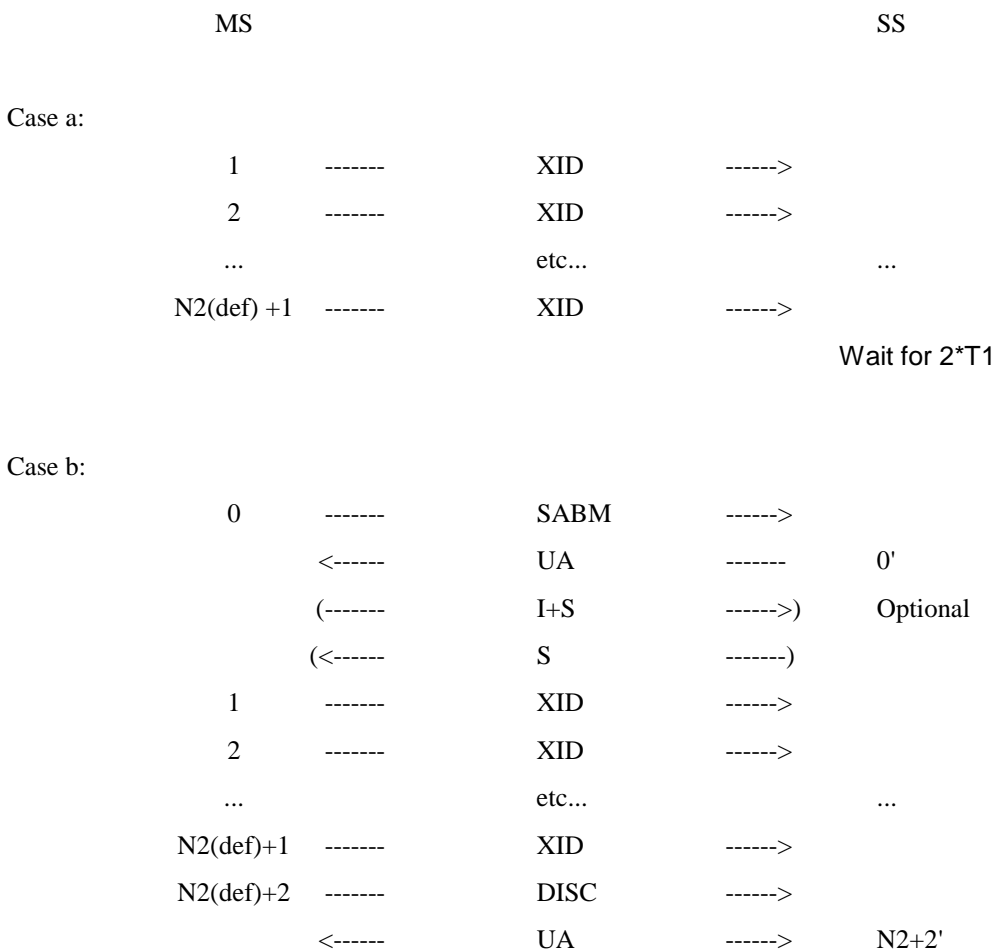 MS SS
Case a:
1 ------- XID ------>
2 ------- XID ------>
... etc... ...
N2(def) +1 ------- XID ------>
Wait for 2*T1
Case b:
0 ------- SABM ------>
<------ UA ------- 0'
(------- I+S ------>) Optional
(<------ S -------)
1 ------- XID ------>
2 ------- XID ------>
... etc... ...
N2(def)+1 ------- XID ------>
N2(def)+2 ------- DISC ------>
<------ UA ------> N2+2'